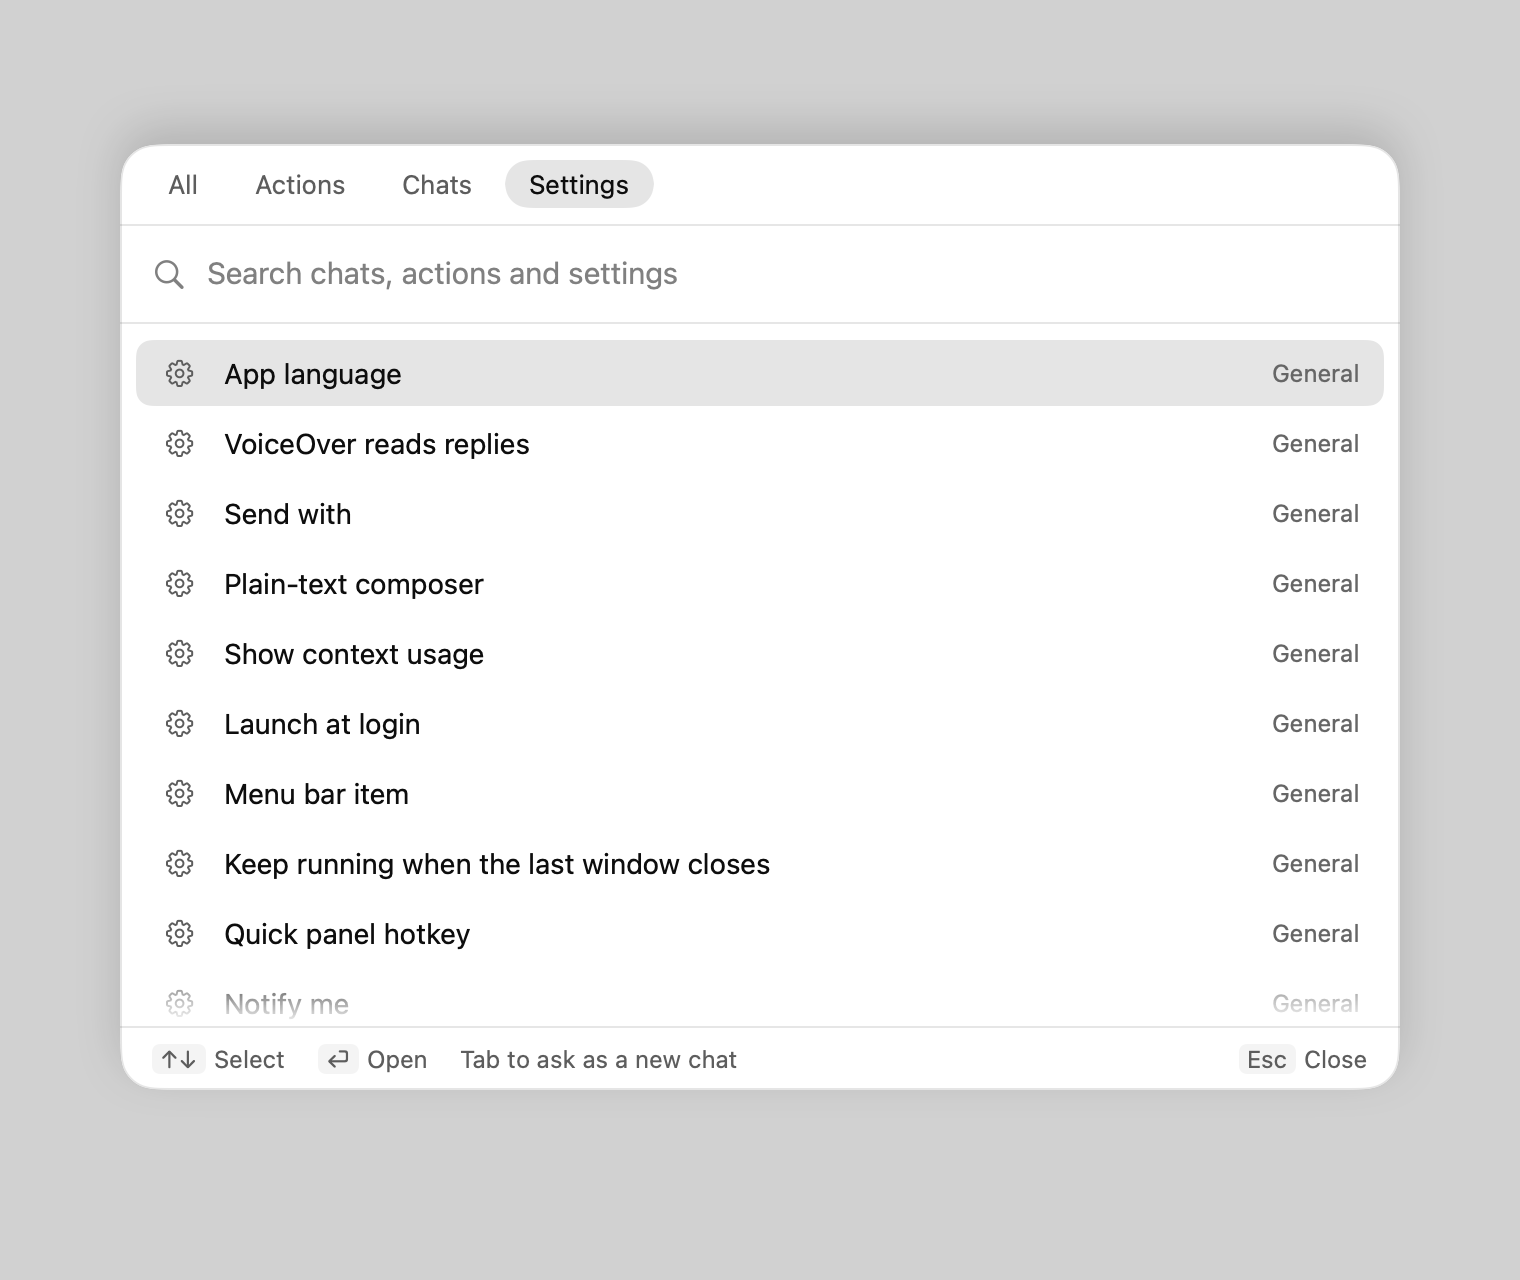 All Actions Chats Settings
Search chats, actions and settings
App language General
VoiceOver reads replies General
Send with General
Plain-text composer General
Show context usage General
Launch at login General
Menu bar item General
Keep running when the last window closes General
Quick panel hotkey General
Notify me General
↑↓ Select ↩ Open Tab to ask as a new chat Esc Close